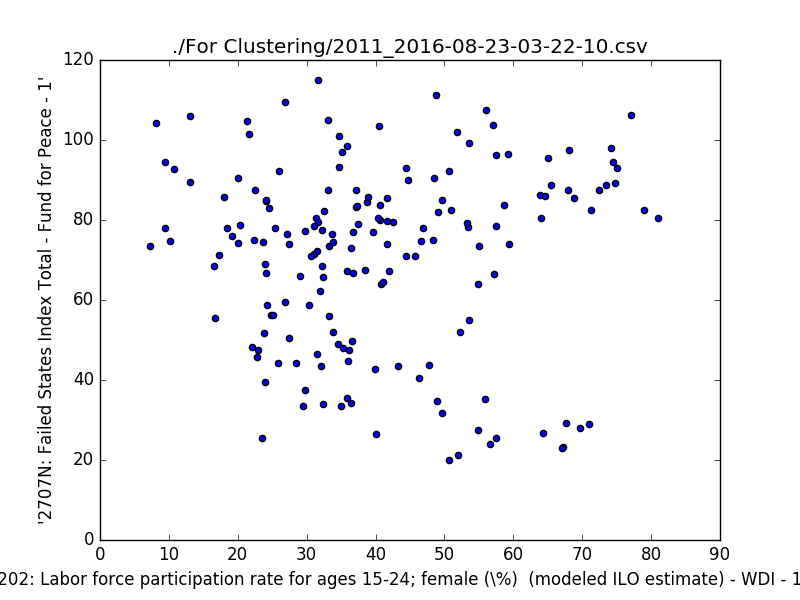 ./For Clustering/2011_2016-08-23-03-22-10.csv
120
100
80
60
40
20
0
'2707N: Failed States Index Total - Fund for Peace - 1'
0 10 20 30 40 50 60 70 80 90
202: Labor force participation rate for ages 15-24; female (\%) (modeled ILO estimate) - WDI - 1